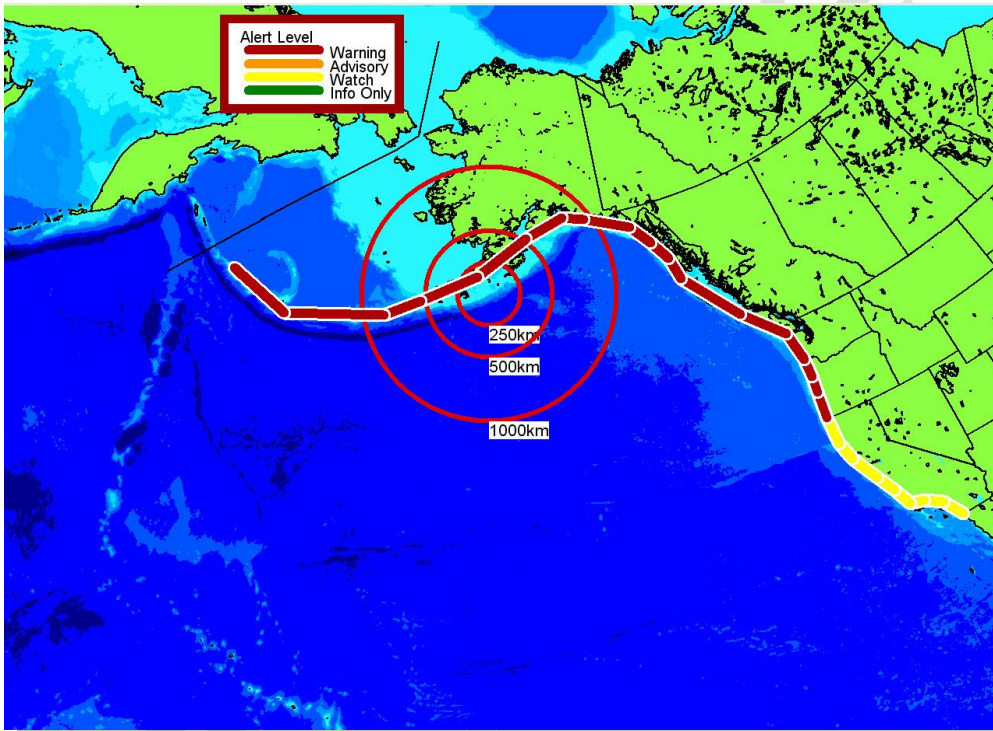 Alert Level
Warning
Advisory
Watch
Info Only
250km
500km
1000km